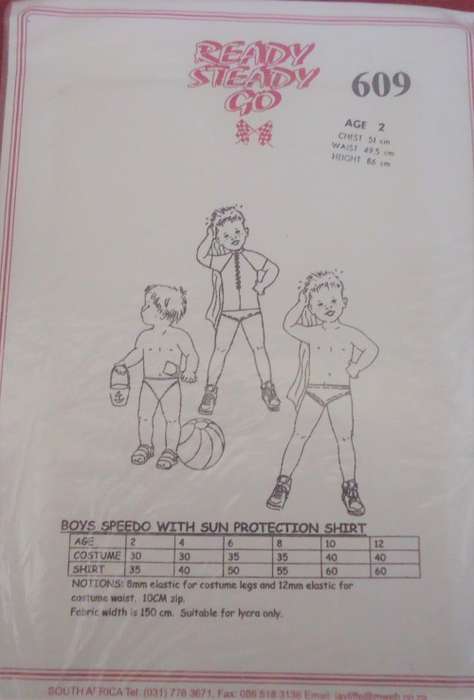 READY
STEADY
GO
609
AGE 2
CHEST 51 cm
WAIST 49.5 cm
HEIGHT 86 cm
BOYS SPEEDO WITH SUN PROTECTION SHIRT
AGE 2 4 6 8 10 12
COSTUME 30 30 35 35 40 40
SHIRT 35 40 50 55 60 60
NOTIONS: 8mm elastic for costume legs and 12mm elastic for
costume waist. 10CM zip.
Fabric width is 150 cm. Suitable for lycra only.
SOUTH AFRICA Tel: (031) 778 3671, Fax: 086 518 3136 Email: